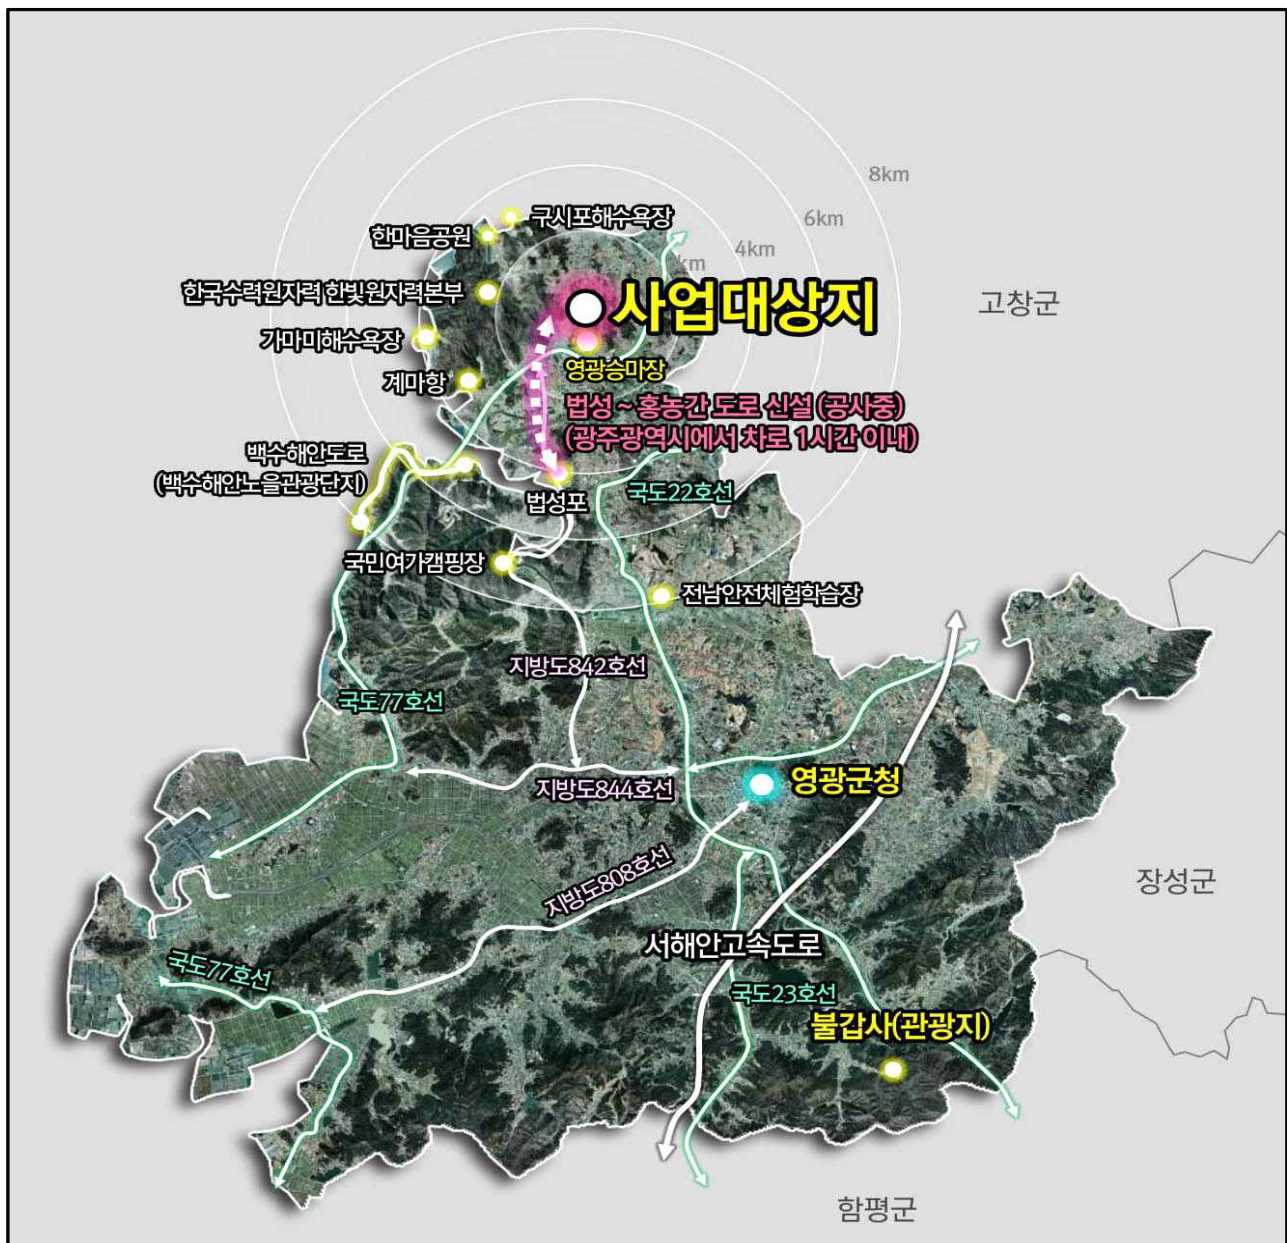 8km
6km
4km
km
구시포해수욕장
한마음공원
한국수력원자력 한빛원자력본부
가마미해수욕장
계마항
사업대상지
고창군
영광승마장
법성 ~ 홍농간 도로 신설 (공사중)
(광주광역시에서 차로 1시간 이내)
백수해안도로
(백수해안노을관광단지)
법성포
국도22호선
국민여가캠핑장
전남안전체험학습장
지방도842호선
국도77호선
지방도844호선
영광군청
지방도808호선
장성군
서해안고속도로
국도77호선
국도23호선
불갑사(관광지)
함평군